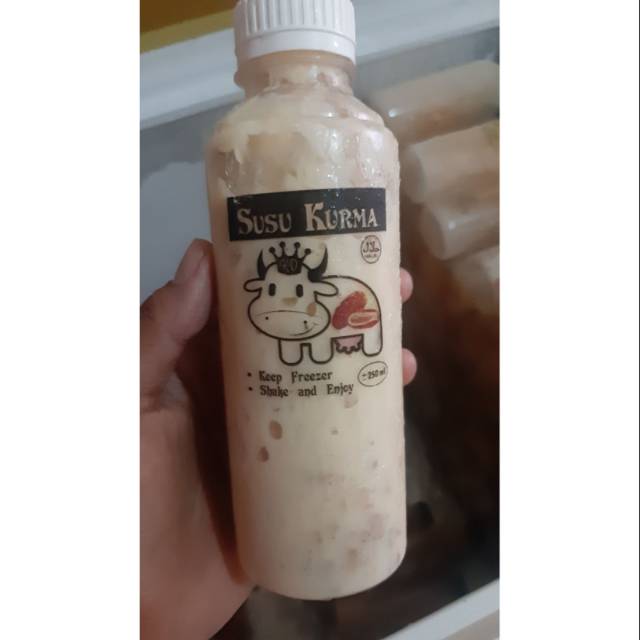 SUSU KURMA
• Keep Freezer
• Shake and Enjoy
± 250 ml